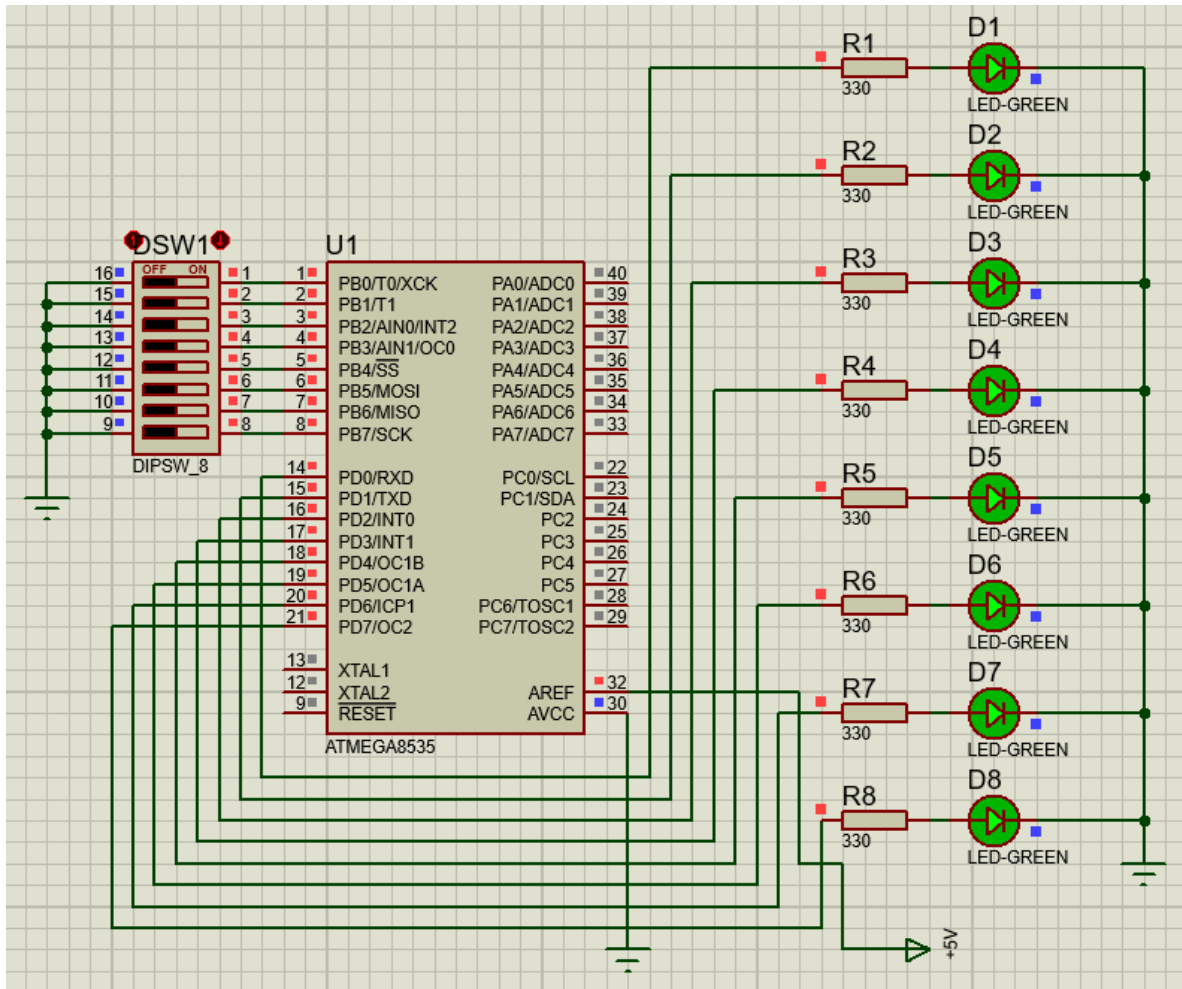 D1
R1
330
LED-GREEN
D2
R2
330
LED-GREEN
D3
R3
330
LED-GREEN
D4
R4
330
LED-GREEN
D5
R5
330
LED-GREEN
D6
R6
330
LED-GREEN
D7
R7
330
LED-GREEN
D8
R8
330
LED-GREEN
DSW1
OFF ON
16 1
15 2
14 3
13 4
12 5
11 6
10 7
9 8
DIPSW_8
U1
1 PB0/T0/XCK PA0/ADC0 40
2 PB1/T1 PA1/ADC1 39
3 PB2/AIN0/INT2 PA2/ADC2 38
4 PB3/AIN1/OC0 PA3/ADC3 37
5 PB4/SS PA4/ADC4 36
6 PB5/MOSI PA5/ADC5 35
7 PB6/MISO PA6/ADC6 34
8 PB7/SCK PA7/ADC7 33
14 PD0/RXD PC0/SCL 22
15 PD1/TXD PC1/SDA 23
16 PD2/INT0 PC2 24
17 PD3/INT1 PC3 25
18 PD4/OC1B PC4 26
19 PD5/OC1A PC5 27
20 PD6/ICP1 PC6/TOSC1 28
21 PD7/OC2 PC7/TOSC2 29
13 XTAL1
12 XTAL2 AREF 32
9 RESET AVCC 30
ATMEGA8535
+5V